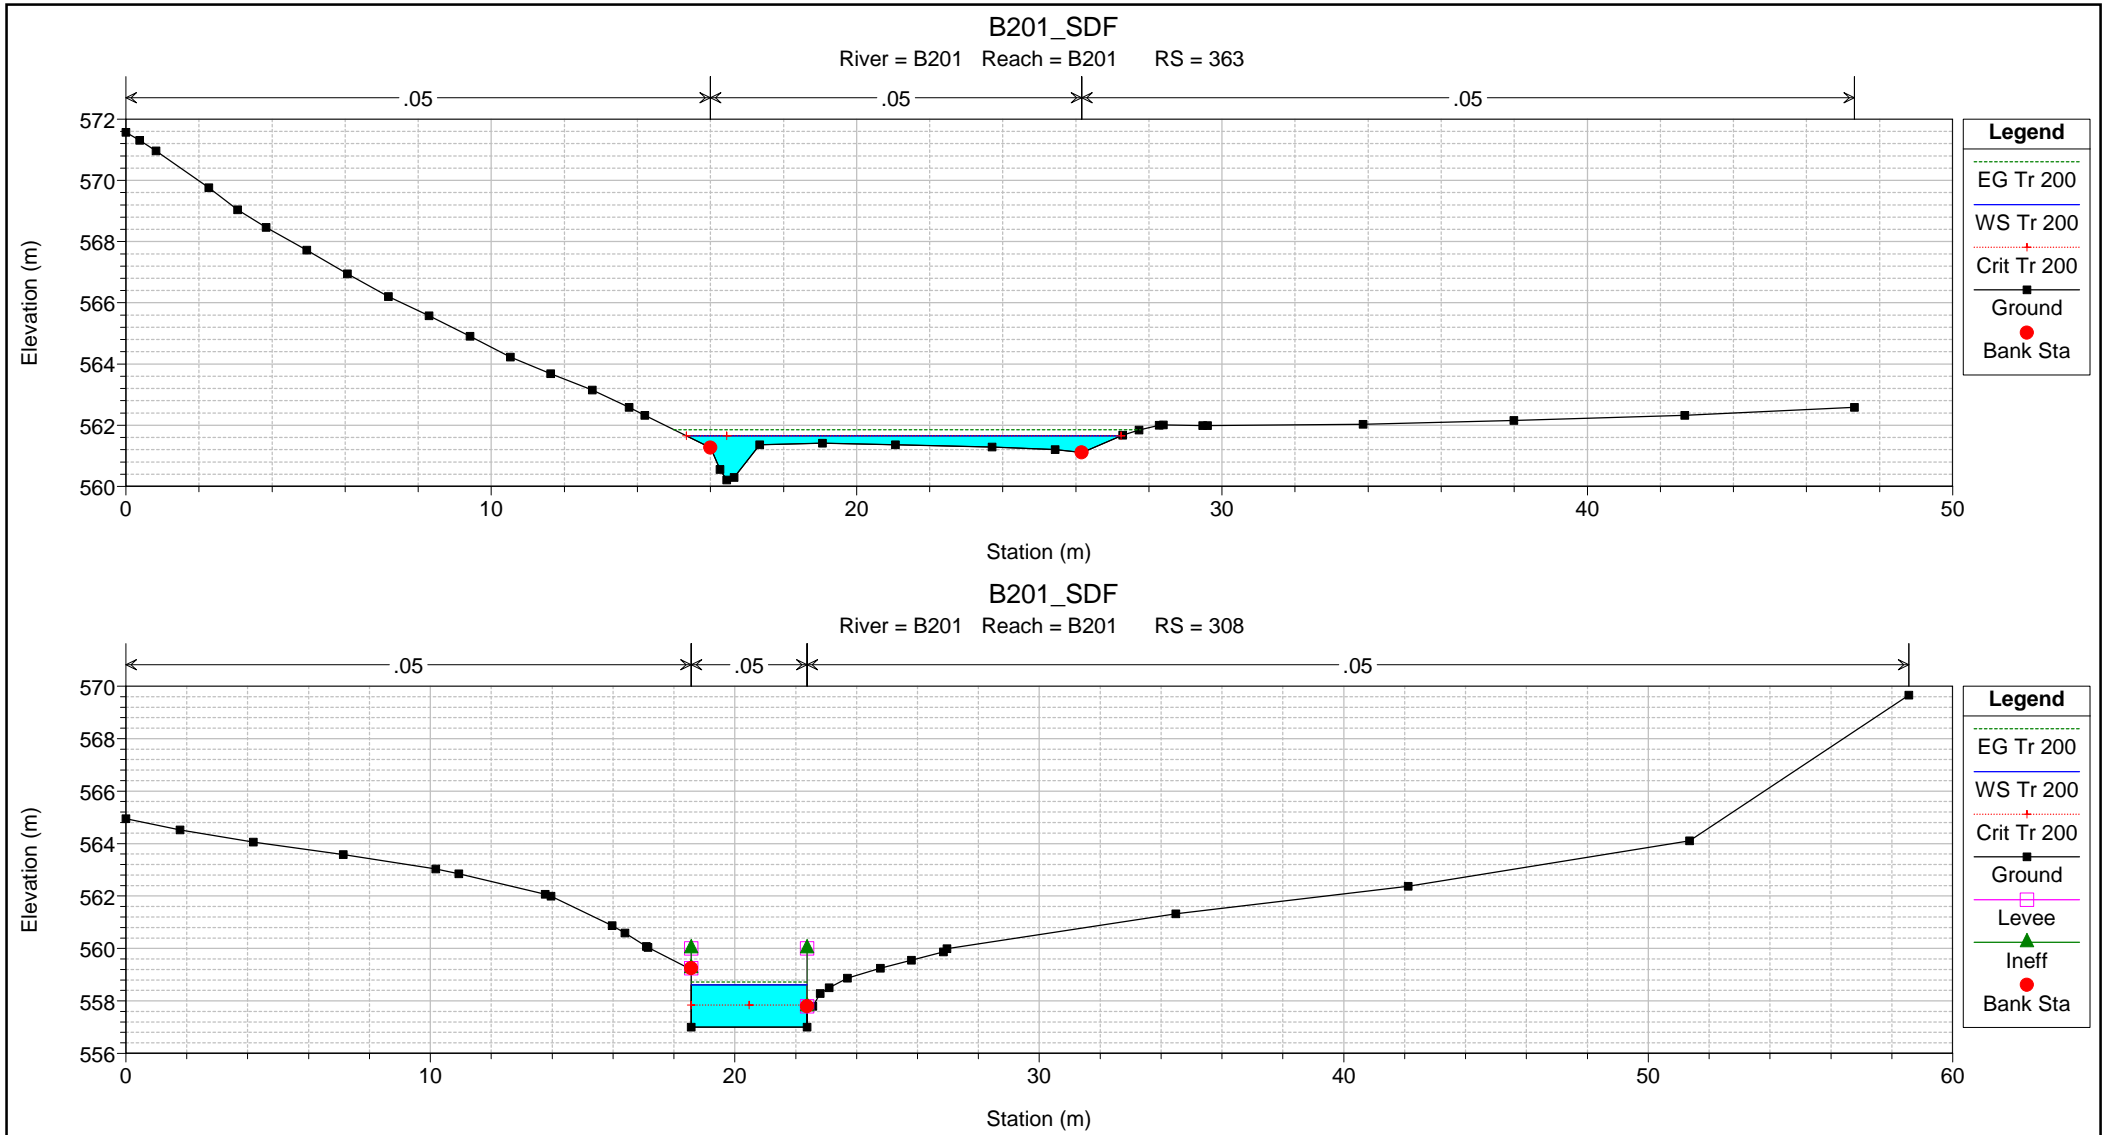 B201_SDF
River = B201 Reach = B201 RS = 363
.05 .05 .05
572
570
568
566
564
562
560
Elevation (m)
0 10 20 30 40 50
Station (m)
Legend
EG Tr 200
WS Tr 200
Crit Tr 200
Ground
Bank Sta
B201_SDF
River = B201 Reach = B201 RS = 308
.05 .05 .05
570
568
566
564
562
560
558
556
Elevation (m)
0 10 20 30 40 50 60
Station (m)
Legend
EG Tr 200
WS Tr 200
Crit Tr 200
Ground
Levee
Ineff
Bank Sta